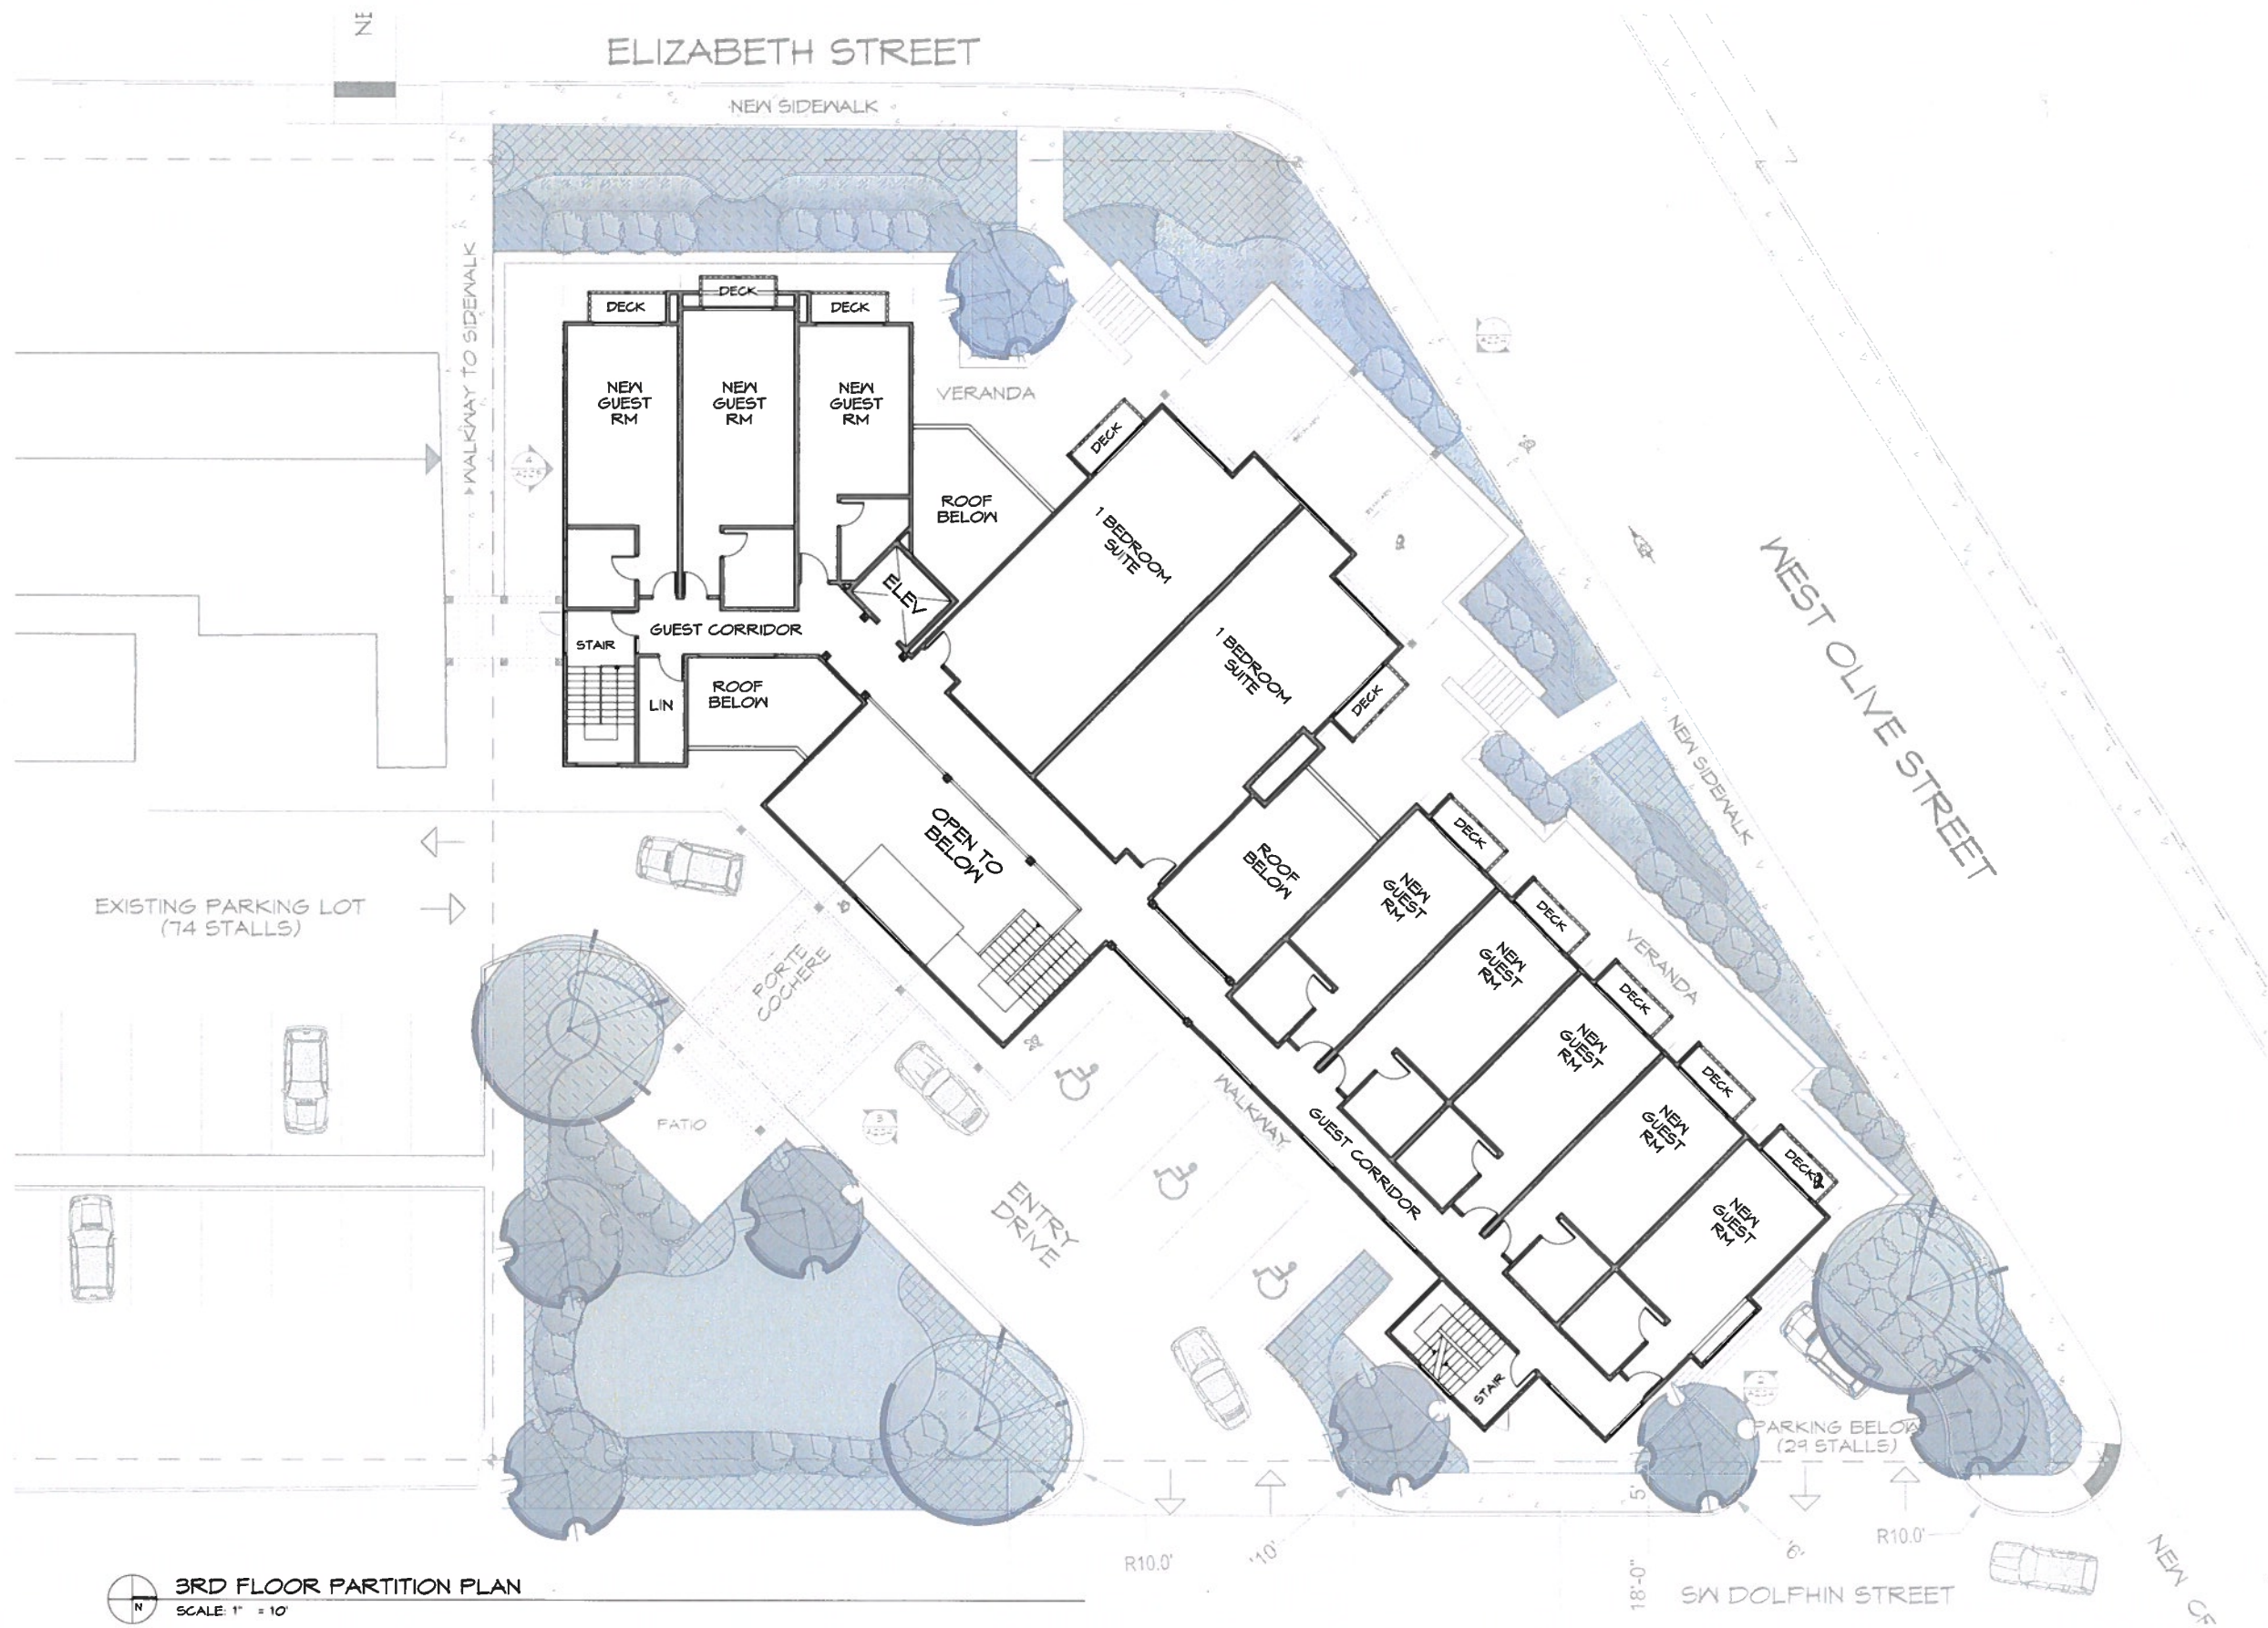 NE
ELIZABETH STREET
NEW SIDEWALK
WALKWAY TO SIDEWALK
DECK
DECK
DECK
NEW
GUEST
RM
NEW
GUEST
RM
NEW
GUEST
RM
VERANDA
DECK
ROOF
BELOW
1 BEDROOM
SUITE
ELEV
GUEST CORRIDOR
STAIR
LIN
ROOF
BELOW
1 BEDROOM
SUITE
DECK
WEST OLIVE STREET
NEW SIDEWALK
OPEN TO
BELOW
ROOF
BELOW
DECK
NEW
GUEST
RM
DECK
NEW
GUEST
RM
DECK
NEW
GUEST
RM
DECK
NEW
GUEST
RM
DECK
NEW
GUEST
RM
VERANDA
EXISTING PARKING LOT
(74 STALLS)
PORTE
COCHERE
PATIO
WALKWAY
GUEST CORRIDOR
ENTRY
DRIVE
STAIR
PARKING BELOW
(29 STALLS)
5'
R10.0'
10'
6'
R10.0'
18'-0"
SW DOLPHIN STREET
NEW CF
N
3RD FLOOR PARTITION PLAN
SCALE: 1" = 10'